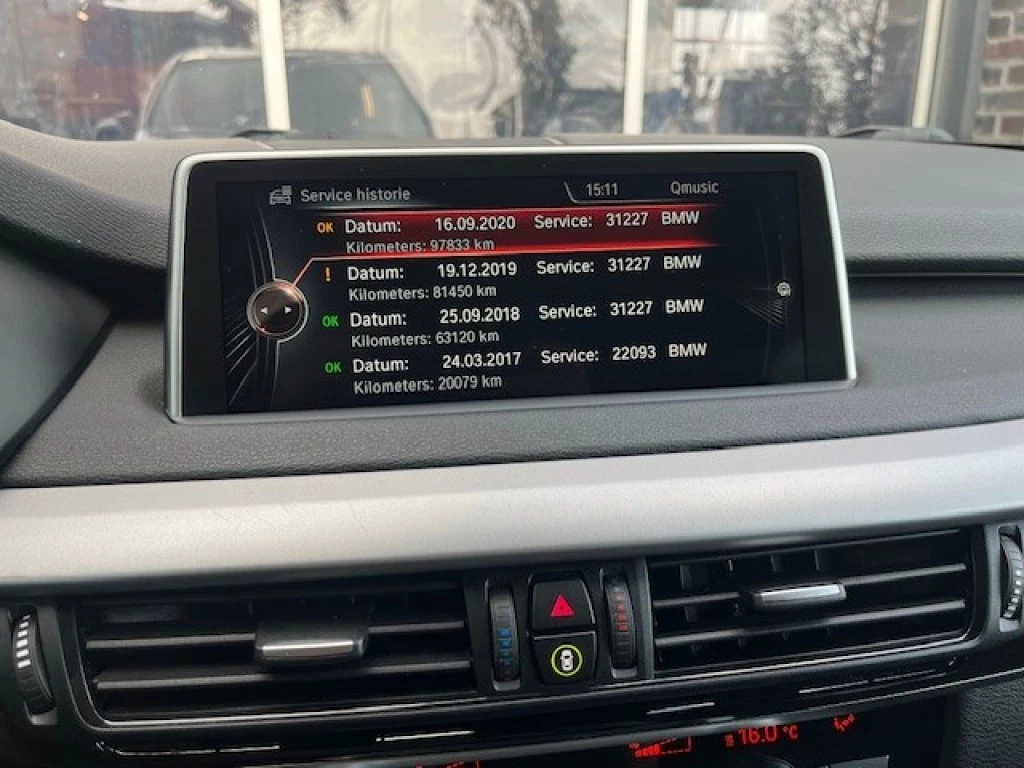 Service historie 15:11 Qmusic
OK Datum: 16.09.2020 Service: 31227 BMW
Kilometers: 97833 km
! Datum: 19.12.2019 Service: 31227 BMW
Kilometers: 81450 km
OK Datum: 25.09.2018 Service: 31227 BMW
Kilometers: 63120 km
OK Datum: 24.03.2017 Service: 22093 BMW
Kilometers: 20079 km
16.0 °C